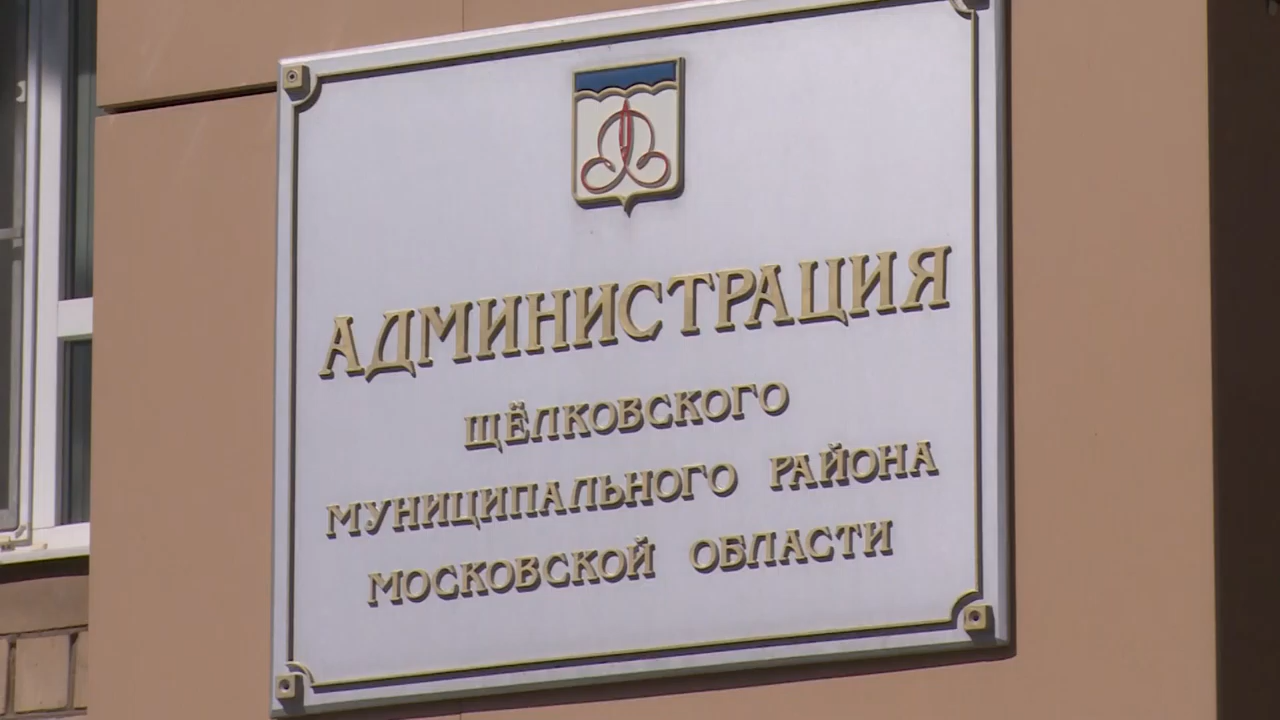 АДМИНИСТРАЦИЯ
ЩЁЛКОВСКОГО
МУНИЦИПАЛЬНОГО РАЙОНА
МОСКОВСКОЙ ОБЛАСТИ